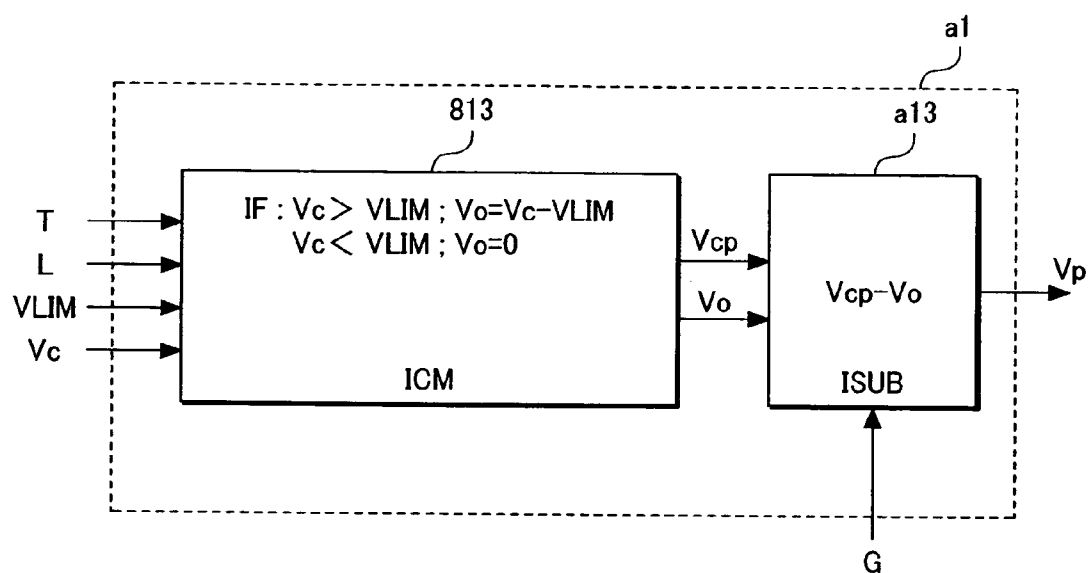 a1
813
a13
IF : Vc > VLIM ; Vo=Vc-VLIM
Vc < VLIM ; Vo=0
T
L
VLIM
Vc
Vcp
Vo
Vcp-Vo
Vp
ICM
ISUB
G